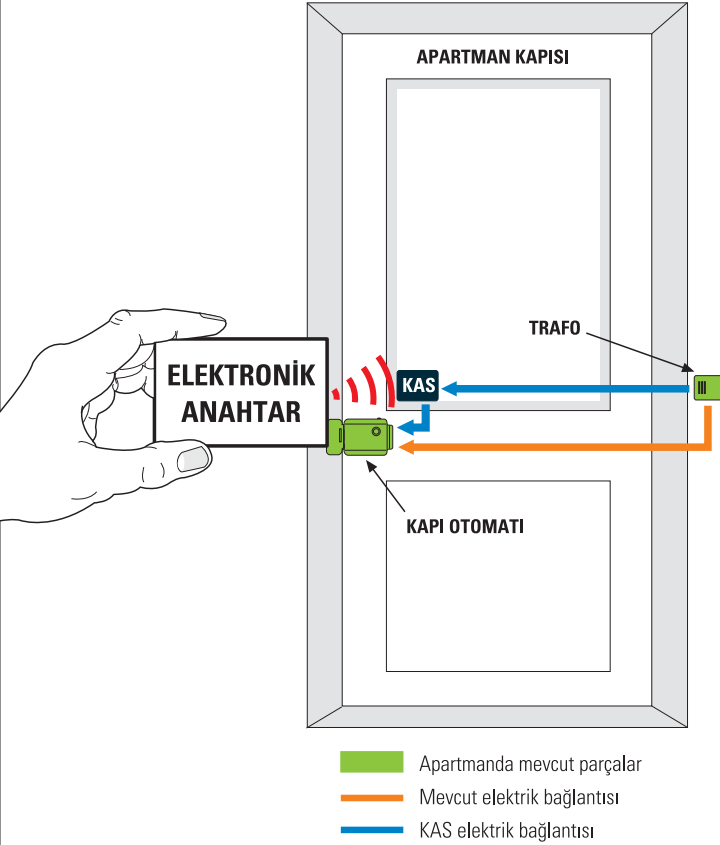 APARTMAN KAPISI
TRAFO
ELEKTRONİK
ANAHTAR
KAS
KAPI OTOMATI
Apartmanda mevcut parçalar
Mevcut elektrik bağlantısı
KAS elektrik bağlantısı